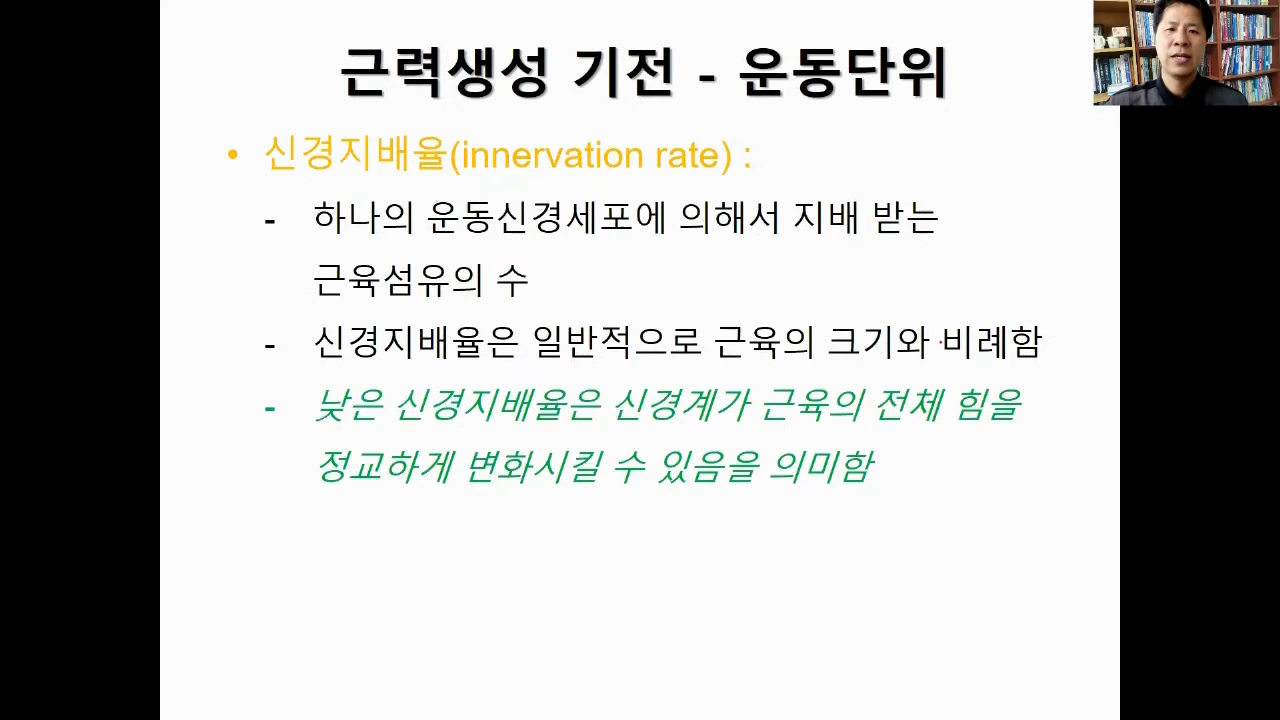 근력생성 기전 - 운동단위
• 신경지배율(innervation rate) :
- 하나의 운동신경세포에 의해서 지배 받는
근육섬유의 수
- 신경지배율은 일반적으로 근육의 크기와 비례함
- 낮은 신경지배율은 신경계가 근육의 전체 힘을
정교하게 변화시킬 수 있음을 의미함